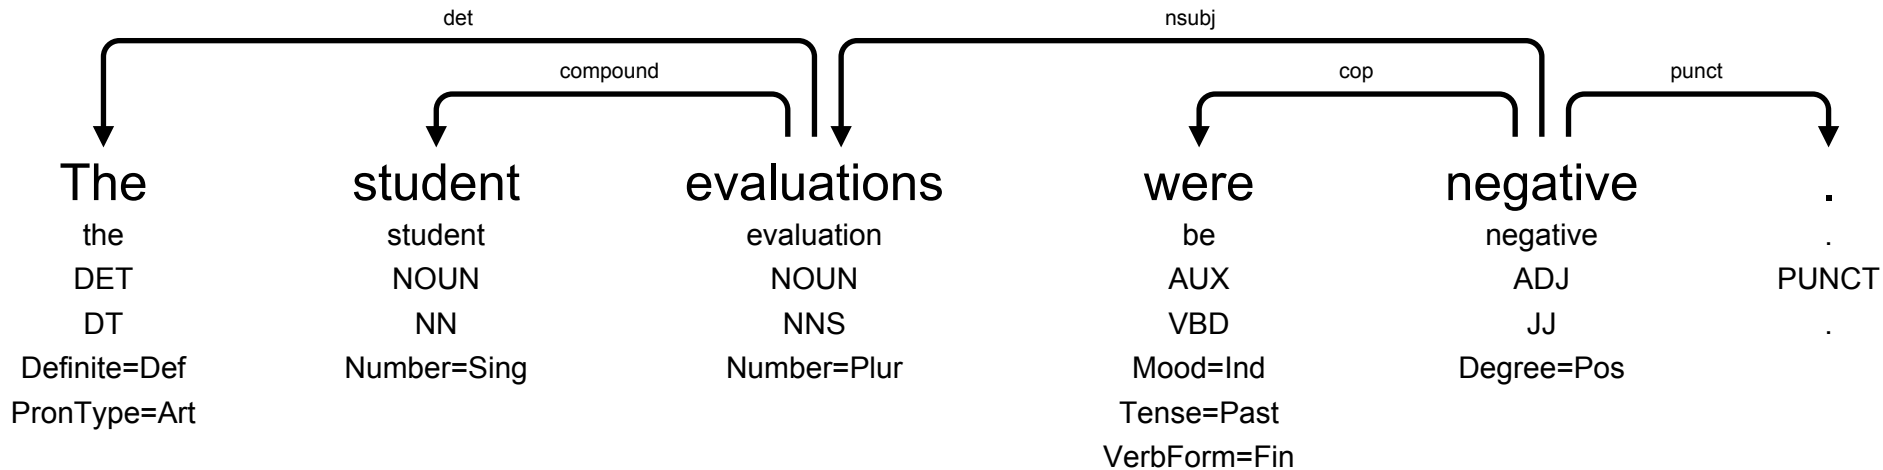 det nsubj
compound cop punct
The student evaluations were negative .
the student evaluation be negative .
DET NOUN NOUN AUX ADJ PUNCT
DT NN NNS VBD JJ .
Definite=Def Number=Sing Number=Plur Mood=Ind Degree=Pos
PronType=Art Tense=Past
VerbForm=Fin